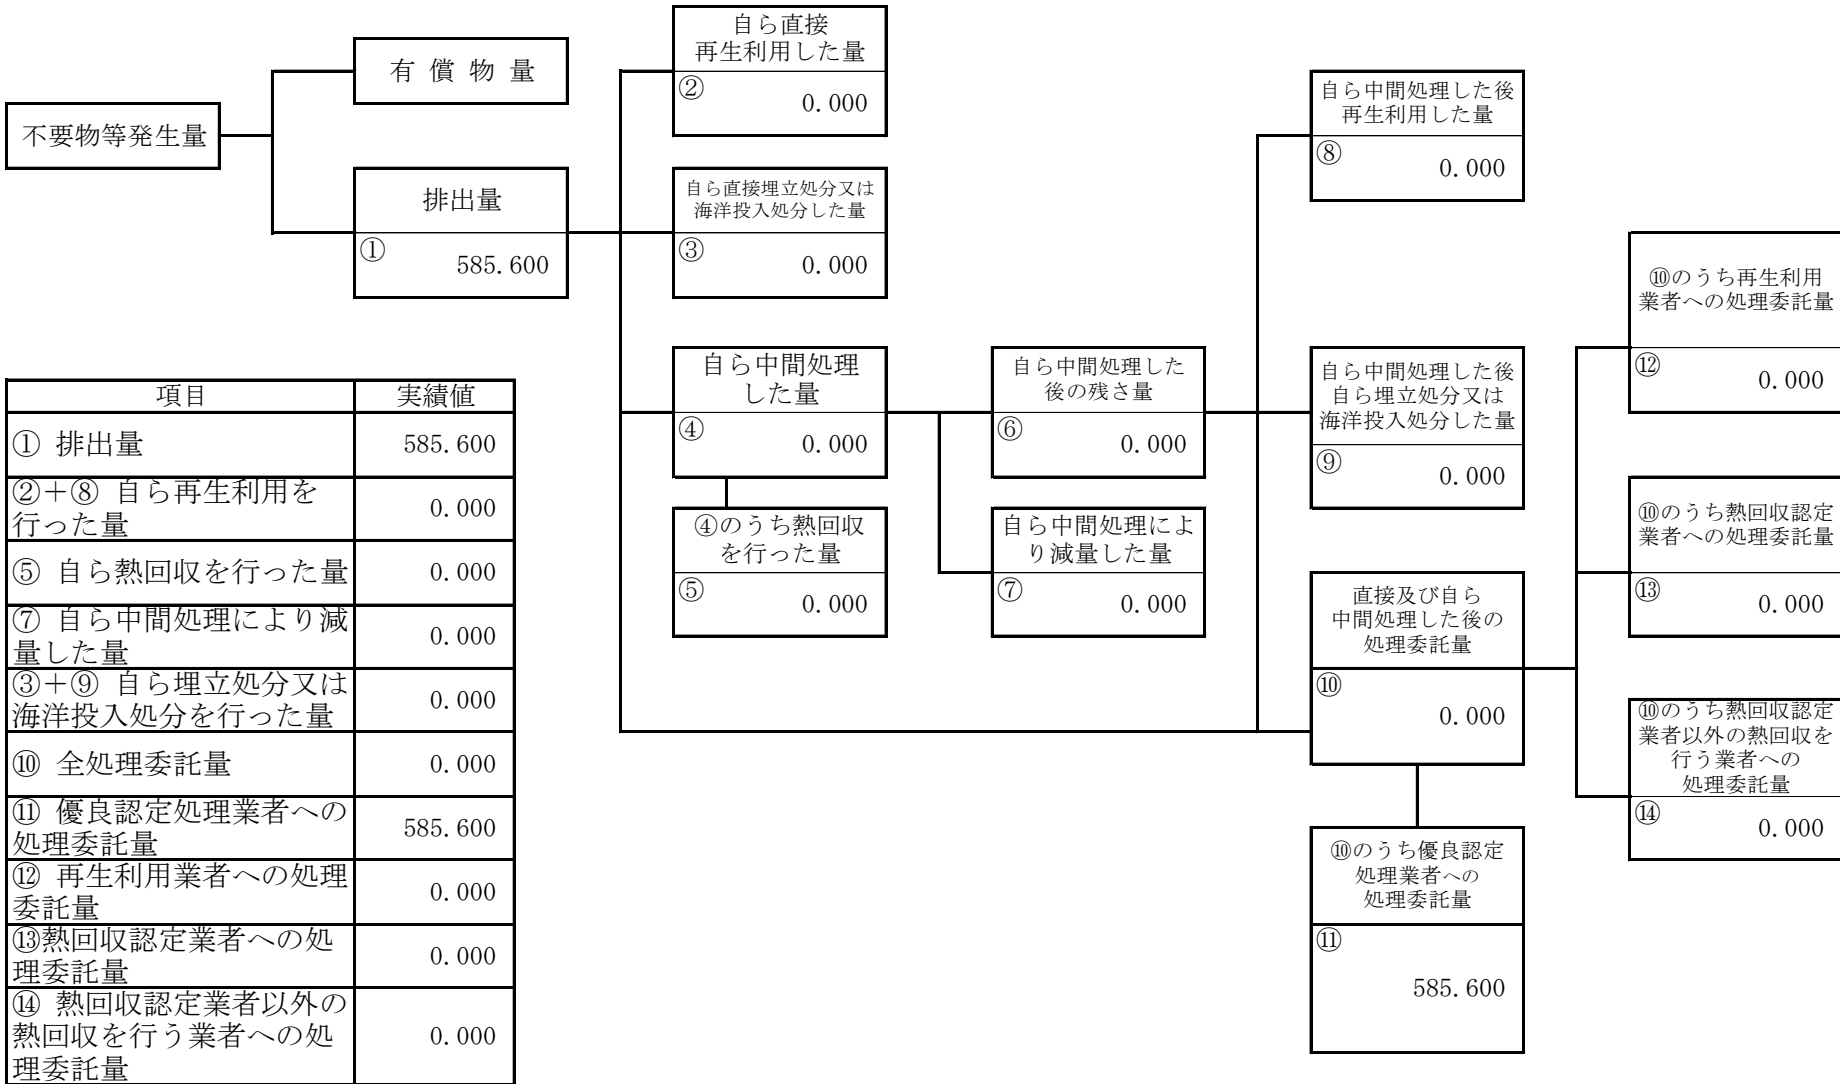 自ら直接
再生利用した量
②
0.000
有 償 物 量
不要物等発生量
排出量
①
585.600
自ら直接埋立処分又は
海洋投入処分した量
③
0.000
自ら中間処理
した量
④
0.000
④のうち熱回収
を行った量
⑤
0.000
自ら中間処理した
後の残さ量
⑥
0.000
自ら中間処理によ
り減量した量
⑦
0.000
自ら中間処理した後
再生利用した量
⑧
0.000
自ら中間処理した後
自ら埋立処分又は
海洋投入処分した量
⑨
0.000
直接及び自ら
中間処理した後の
処理委託量
⑩
0.000
⑩のうち優良認定
処理業者への
処理委託量
⑪
585.600
⑩のうち再生利用
業者への処理委託量
⑫
0.000
⑩のうち熱回収認定
業者への処理委託量
⑬
0.000
⑩のうち熱回収認定
業者以外の熱回収を
行う業者への
処理委託量
⑭
0.000
項目 実績値
① 排出量 585.600
②＋⑧ 自ら再生利用を
行った量 0.000
⑤ 自ら熱回収を行った量 0.000
⑦ 自ら中間処理により減
量した量 0.000
③＋⑨ 自ら埋立処分又は
海洋投入処分を行った量 0.000
⑩ 全処理委託量 0.000
⑪ 優良認定処理業者への
処理委託量 585.600
⑫ 再生利用業者への処理
委託量 0.000
⑬熱回収認定業者への処
理委託量 0.000
⑭ 熱回収認定業者以外の
熱回収を行う業者への処
理委託量 0.000